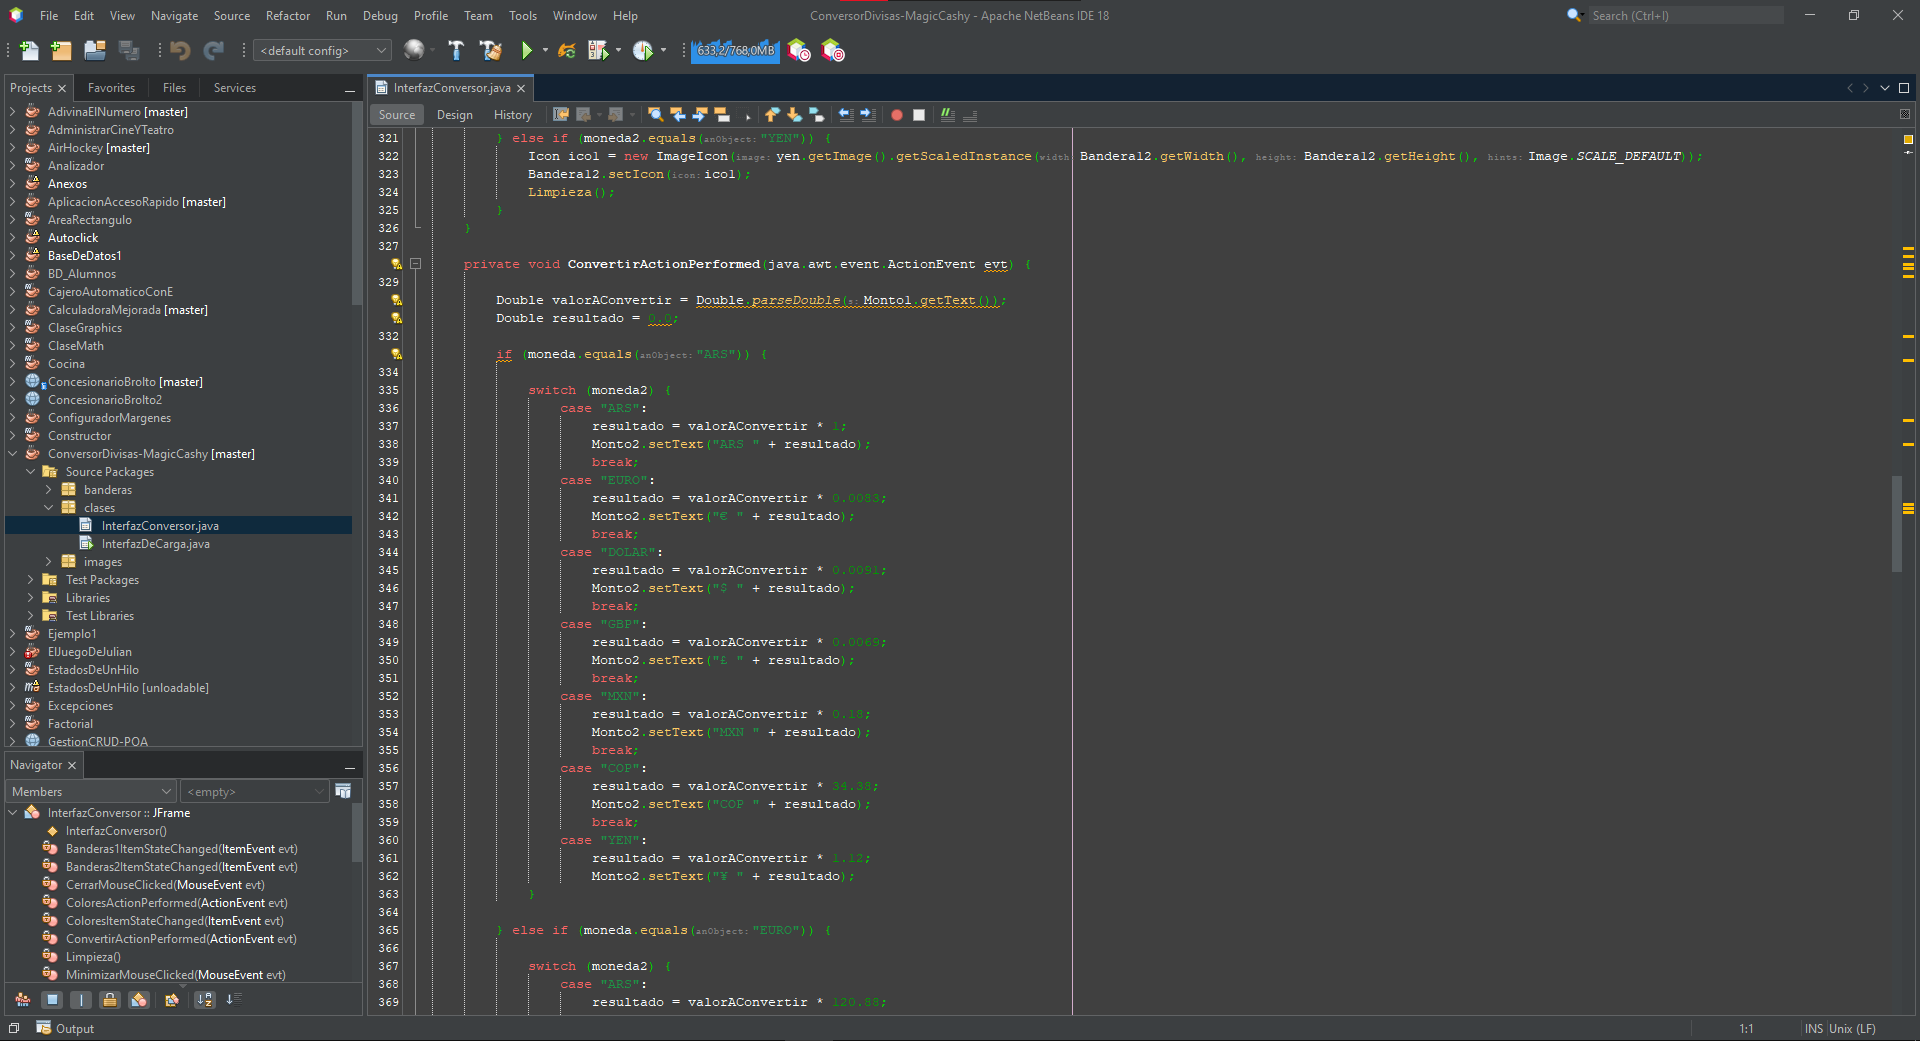 File Edit View Navigate Source Refactor Run Debug Profile Team Tools Window Help
ConversorDivisas-MagicCashy - Apache NetBeans IDE 18
Search (Ctrl+I)
<default config>
633,2/768,0MB
Projects Favorites Files Services
AdivinaElNumero [master]
AdministrarCineYTeatro
AirHockey [master]
Analizador
Anexos
AplicacionAccesoRapido [master]
AreaRectangulo
Autoclick
BaseDeDatos1
BD_Alumnos
CajeroAutomaticoConE
CalculadoraMejorada [master]
ClaseGraphics
ClaseMath
Cocina
ConcesionarioBrolto [master]
ConcesionarioBrolto2
ConfiguradorMargenes
Constructor
ConversorDivisas-MagicCashy [master]
Source Packages
banderas
clases
InterfazConversor.java
InterfazDeCarga.java
images
Test Packages
Libraries
Test Libraries
Ejemplo1
ElJuegoDeJulian
EstadosDeUnHilo
EstadosDeUnHilo [unloadable]
Excepciones
Factorial
GestionCRUD-POA
Navigator
Members
<empty>
InterfazConversor :: JFrame
InterfazConversor()
Banderas1ItemStateChanged(ItemEvent evt)
Banderas2ItemStateChanged(ItemEvent evt)
CerrarMouseClicked(MouseEvent evt)
ColoresActionPerformed(ActionEvent evt)
ColoresItemStateChanged(ItemEvent evt)
ConvertirActionPerformed(ActionEvent evt)
Limpieza()
MinimizarMouseClicked(MouseEvent evt)
InterfazConversor.java
Source Design History
321 } else if (moneda2.equals(anObject: "YEN")) {
322 Icon icol = new ImageIcon(image: yen.getImage().getScaledInstance(width: Bandera12.getWidth(), height: Bandera12.getHeight(), hints: Image.SCALE_DEFAULT));
323 Bandera12.setIcon(icon: icol);
324 Limpieza();
325 }
326 }
327
private void ConvertirActionPerformed(java.awt.event.ActionEvent evt) {
329
Double valorAConvertir = Double.parseDouble(s: Monto1.getText());
Double resultado = 0.0;
332
if (moneda.equals(anObject: "ARS")) {
334
335 switch (moneda2) {
336 case "ARS":
337 resultado = valorAConvertir * 1;
338 Monto2.setText("ARS " + resultado);
339 break;
340 case "EURO":
341 resultado = valorAConvertir * 0.0083;
342 Monto2.setText("€ " + resultado);
343 break;
344 case "DOLAR":
345 resultado = valorAConvertir * 0.0091;
346 Monto2.setText("$ " + resultado);
347 break;
348 case "GBP":
349 resultado = valorAConvertir * 0.0069;
350 Monto2.setText("£ " + resultado);
351 break;
352 case "MXN":
353 resultado = valorAConvertir * 0.18;
354 Monto2.setText("MXN " + resultado);
355 break;
356 case "COP":
357 resultado = valorAConvertir * 34.38;
358 Monto2.setText("COP " + resultado);
359 break;
360 case "YEN":
361 resultado = valorAConvertir * 1.12;
362 Monto2.setText("¥ " + resultado);
363 }
364
365 } else if (moneda.equals(anObject: "EURO")) {
366
367 switch (moneda2) {
368 case "ARS":
369 resultado = valorAConvertir * 120.88;
Output
1:1 INS Unix (LF)